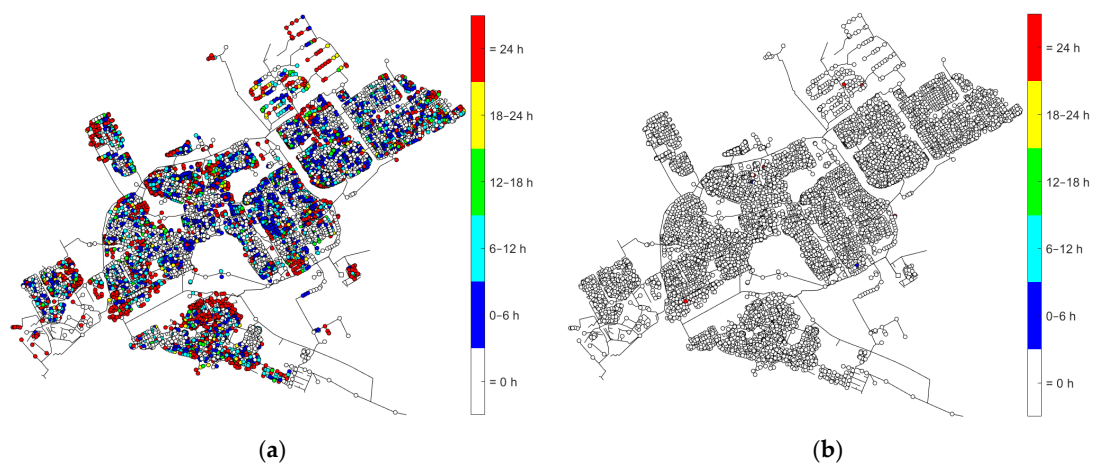 = 24 h
18–24 h
12–18 h
6–12 h
0–6 h
= 0 h
(a)
= 24 h
18–24 h
12–18 h
6–12 h
0–6 h
= 0 h
(b)